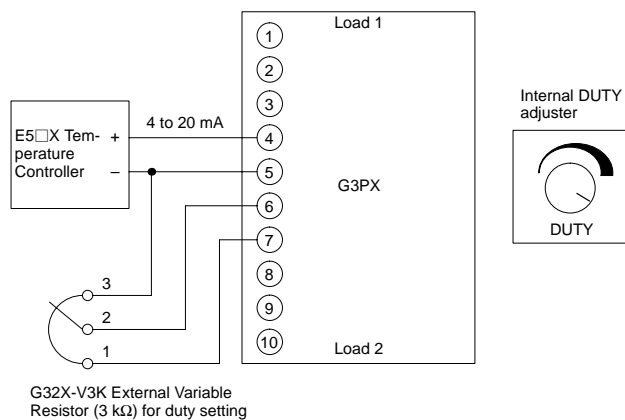 Load 1
1
2
3
4
5
6
7
8
9
10
G3PX
Load 2
E5□X Tem-
perature
Controller
+
–
4 to 20 mA
3
2
1
G32X-V3K External Variable
Resistor (3 kΩ) for duty setting
Internal DUTY
adjuster
DUTY